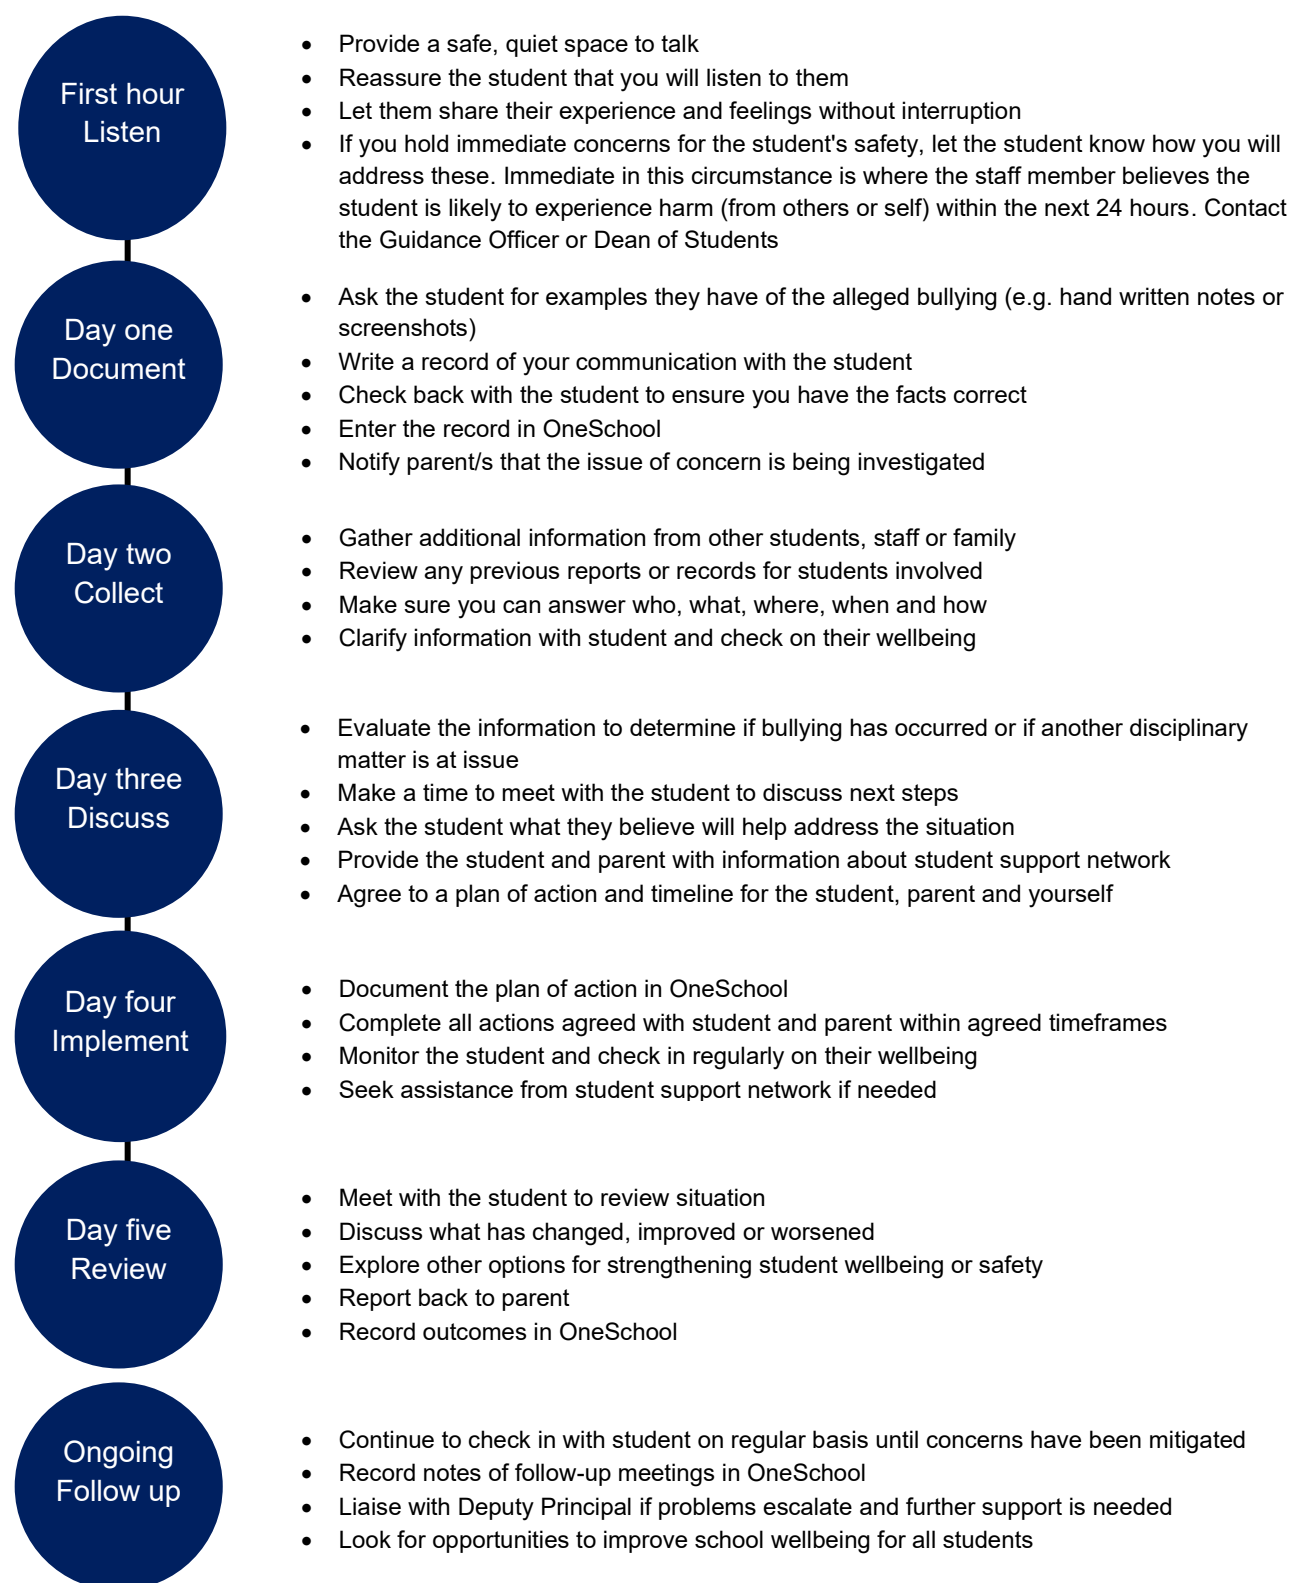 First hour
Listen
• Provide a safe, quiet space to talk
• Reassure the student that you will listen to them
• Let them share their experience and feelings without interruption
• If you hold immediate concerns for the student's safety, let the student know how you will
address these. Immediate in this circumstance is where the staff member believes the
student is likely to experience harm (from others or self) within the next 24 hours. Contact
the Guidance Officer or Dean of Students
Day one
Document
• Ask the student for examples they have of the alleged bullying (e.g. hand written notes or
screenshots)
• Write a record of your communication with the student
• Check back with the student to ensure you have the facts correct
• Enter the record in OneSchool
• Notify parent/s that the issue of concern is being investigated
Day two
Collect
• Gather additional information from other students, staff or family
• Review any previous reports or records for students involved
• Make sure you can answer who, what, where, when and how
• Clarify information with student and check on their wellbeing
Day three
Discuss
• Evaluate the information to determine if bullying has occurred or if another disciplinary
matter is at issue
• Make a time to meet with the student to discuss next steps
• Ask the student what they believe will help address the situation
• Provide the student and parent with information about student support network
• Agree to a plan of action and timeline for the student, parent and yourself
Day four
Implement
• Document the plan of action in OneSchool
• Complete all actions agreed with student and parent within agreed timeframes
• Monitor the student and check in regularly on their wellbeing
• Seek assistance from student support network if needed
Day five
Review
• Meet with the student to review situation
• Discuss what has changed, improved or worsened
• Explore other options for strengthening student wellbeing or safety
• Report back to parent
• Record outcomes in OneSchool
Ongoing
Follow up
• Continue to check in with student on regular basis until concerns have been mitigated
• Record notes of follow-up meetings in OneSchool
• Liaise with Deputy Principal if problems escalate and further support is needed
• Look for opportunities to improve school wellbeing for all students